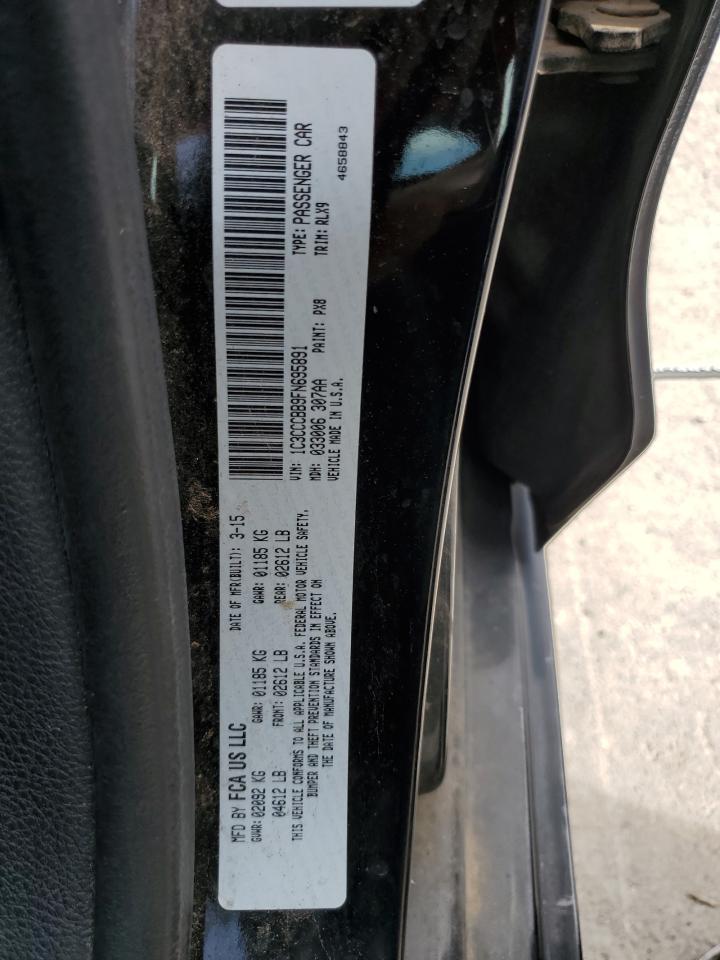 MFD BY FCA US LLC
DATE OF MFR(BUILT): 3-15
GVWR: 02092 KG
GAWR: 01185 KG
GAWR: 01185 KG
04612 LB
FRONT: 02612 LB
REAR: 02612 LB
THIS VEHICLE CONFORMS TO ALL APPLICABLE U.S.A. FEDERAL MOTOR VEHICLE SAFETY,
BUMPER AND THEFT PREVENTION STANDARDS IN EFFECT ON
THE DATE OF MANUFACTURE SHOWN ABOVE.
VIN: 1C3CCCBB9FN695891
TYPE: PASSENGER CAR
MDH: 033006 307AA
PAINT: PX8
TRIM: RLX9
VEHICLE MADE IN U.S.A.
4658843